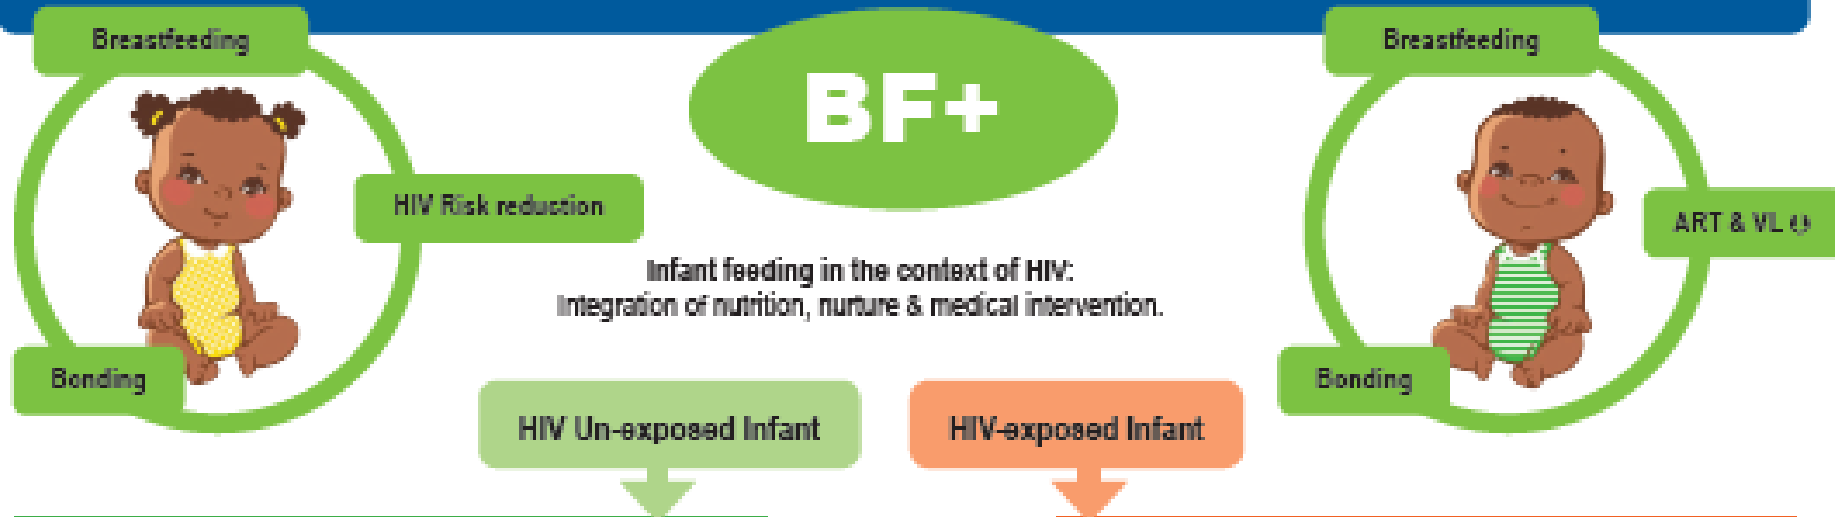 Breastfeeding
HIV Risk reduction
Bonding
BF+
Infant feeding in the context of HIV:
Integration of nutrition, nurture & medical intervention.
HIV Un-exposed Infant
HIV-exposed Infant
Breastfeeding
ART & VL
Bonding